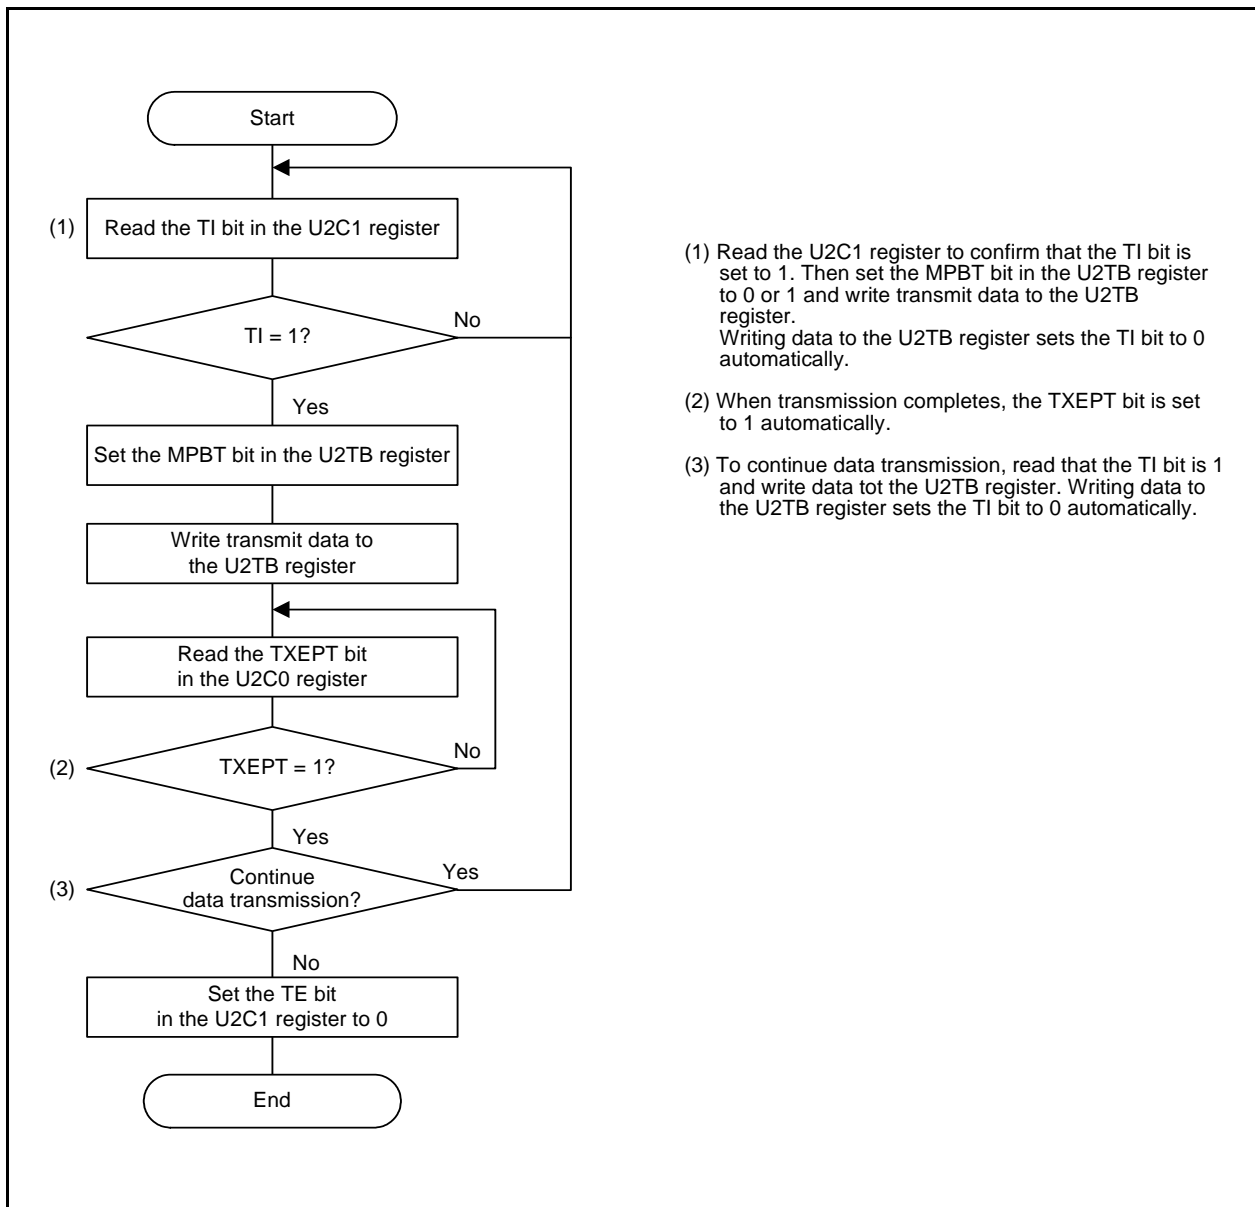 Start
(1)
Read the TI bit in the U2C1 register
TI = 1?
No
Yes
Set the MPBT bit in the U2TB register
Write transmit data to
the U2TB register
Read the TXEPT bit
in the U2C0 register
(2)
TXEPT = 1?
No
Yes
(3)
Continue
data transmission?
Yes
No
Set the TE bit
in the U2C1 register to 0
End
(1) Read the U2C1 register to confirm that the TI bit is
set to 1. Then set the MPBT bit in the U2TB register
to 0 or 1 and write transmit data to the U2TB
register.
Writing data to the U2TB register sets the TI bit to 0
automatically.
(2) When transmission completes, the TXEPT bit is set
to 1 automatically.
(3) To continue data transmission, read that the TI bit is 1
and write data tot the U2TB register. Writing data to
the U2TB register sets the TI bit to 0 automatically.